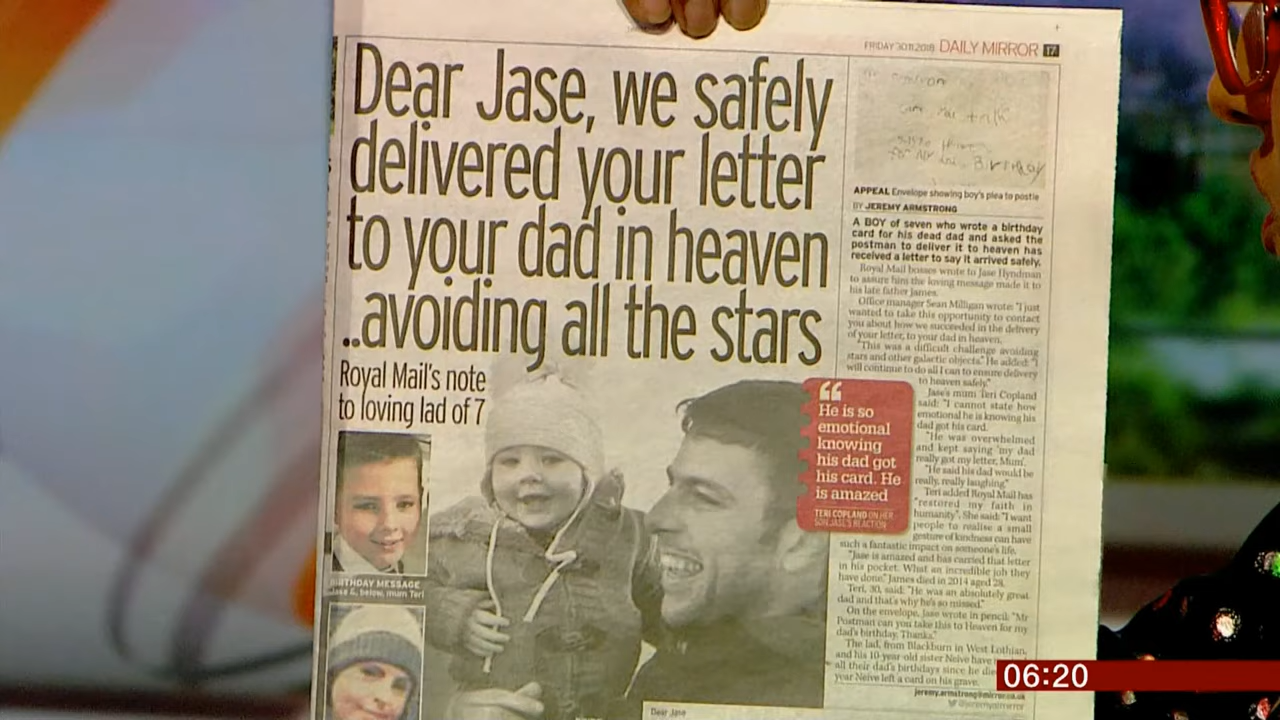 FRIDAY 30.11.2018 DAILY MIRROR 17
Dear Jase, we safely
delivered your letter
to your dad in heaven
..avoiding all the stars
Royal Mail's note
to loving lad of 7
BIRTHDAY MESSAGE
below, mum Teri
“
He is so
emotional
knowing
his dad got
his card. He
is amazed
TERI COPLAND ON HER
SON JASE'S REACTION
Birthday
APPEAL Envelope showing boy's plea to postie
BY JEREMY ARMSTRONG
A BOY of seven who wrote a birthday
card for his dead dad and asked the
postman to deliver it to heaven has
received a letter to say it arrived safely.
Royal Mail bosses wrote to Jase Hyndman
to assure him the loving message made it to
his late father James.
Office manager Sean Milligan wrote: "I just
wanted to take this opportunity to contact
you about how we succeeded in the delivery
of your letter, to your dad in heaven.
"This was a difficult challenge avoiding
stars and other galactic objects." He added: "I
will continue to do all I can to ensure delivery
to heaven safely."
Jase's mum Teri Copland
said: "I cannot state how
emotional he is knowing his
dad got his card.
"He was overwhelmed
and kept saying 'my dad
really got my letter, Mum'.
"He said his dad would be
really, really laughing."
Teri added Royal Mail has
"restored my faith in
humanity". She said: "I want
people to realise a small
gesture of kindness can have
such a fantastic impact on someone's life.
"Jase is amazed and has carried that letter
in his pocket. What an incredible job they
have done." James died in 2014 aged 28.
Teri, 30, said: "He was an absolutely great
dad and that's why he's so missed."
On the envelope, Jase wrote in pencil: "Mr
Postman can you take this to Heaven for my
dad's birthday. Thanks."
The lad, from Blackburn in West Lothian,
and his 10-year-old sister Neive have
all their dad's birthdays since he
year Neive left a card on his grave.
jeremy.armstrong@mirror.co.uk
@jeremyatmirror
Dear Jase
06:20